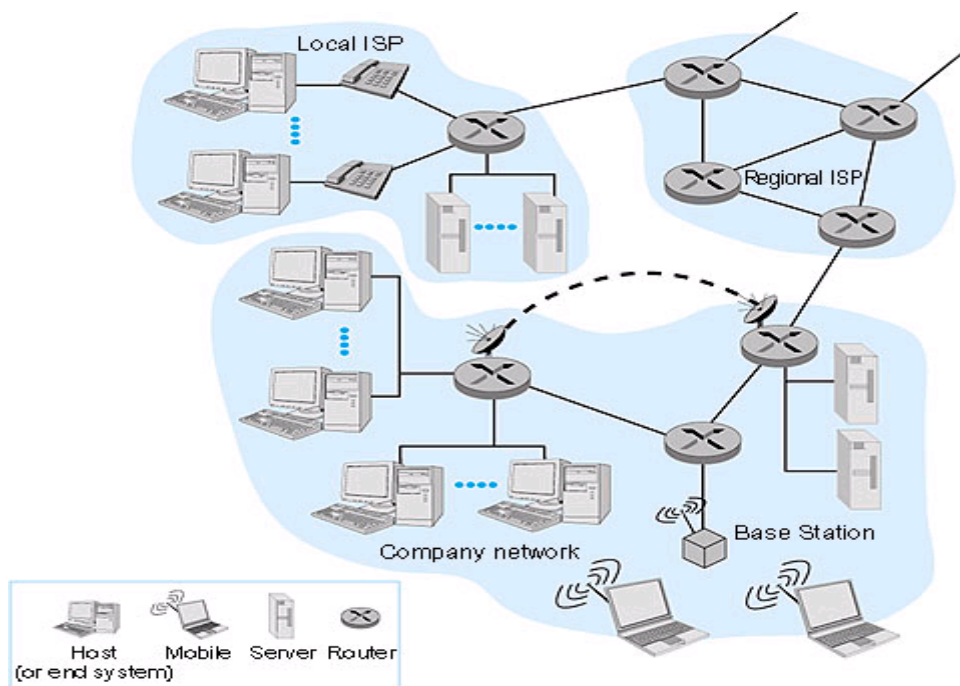 Local ISP
Regional ISP
Company network
Base Station
Host
(or end system)
Mobile
Server
Router